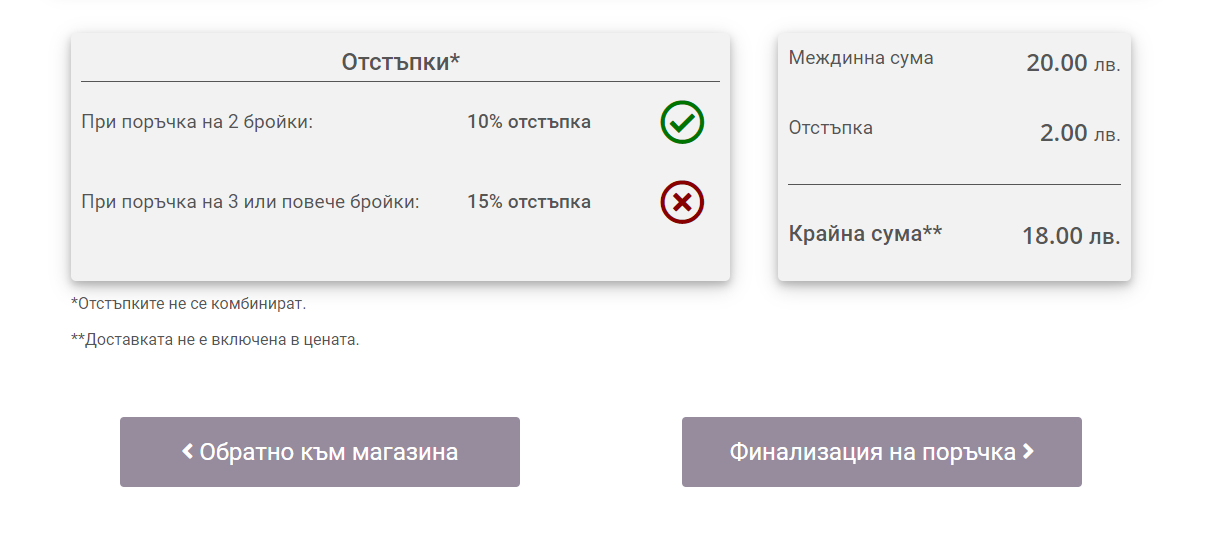 Отстъпки*
При поръчка на 2 бройки: 10% отстъпка
При поръчка на 3 или повече бройки: 15% отстъпка
Междинна сума 20.00 лв.
Отстъпка 2.00 лв.
Крайна сума** 18.00 лв.
*Отстъпките не се комбинират.
**Доставката не е включена в цената.
Обратно към магазина
Финализация на поръчка